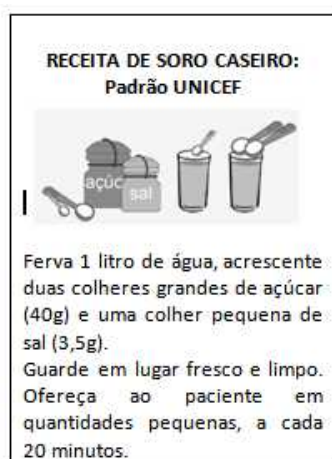 RECEITA DE SORO CASEIRO:
Padrão UNICEF
açúc
sal
Ferva 1 litro de água, acrescente
duas colheres grandes de açúcar
(40g) e uma colher pequena de
sal (3,5g).
Guarde em lugar fresco e limpo.
Ofereça ao paciente em
quantidades pequenas, a cada
20 minutos.